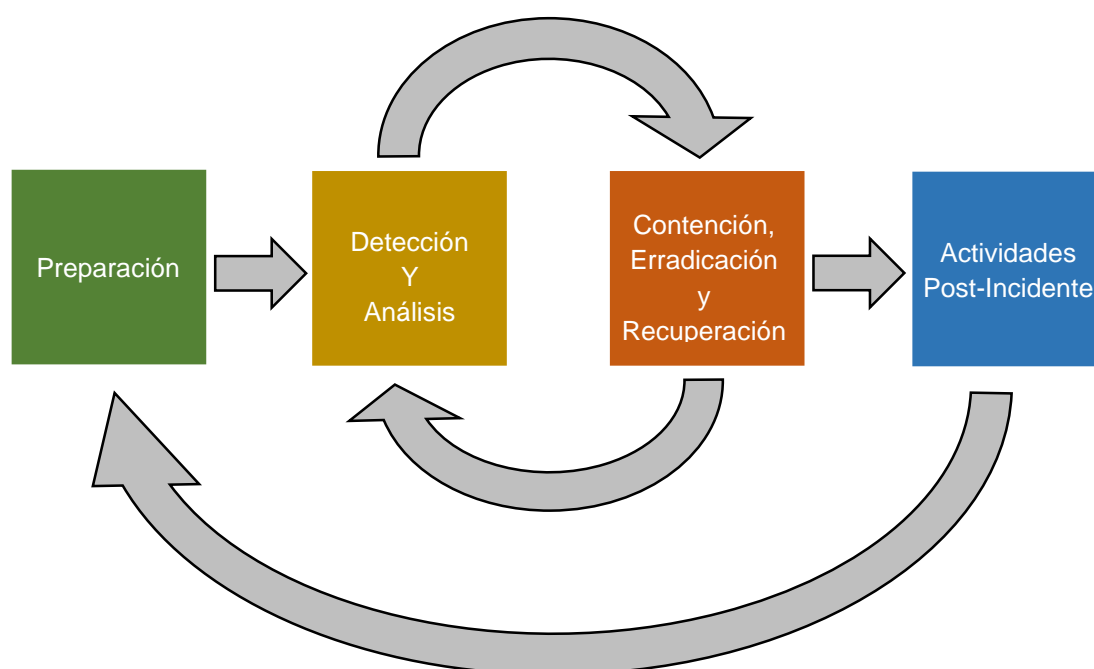 Preparación
Detección
Y
Análisis
Contención,
Erradicación
y
Recuperación
Actividades
Post-Incidente